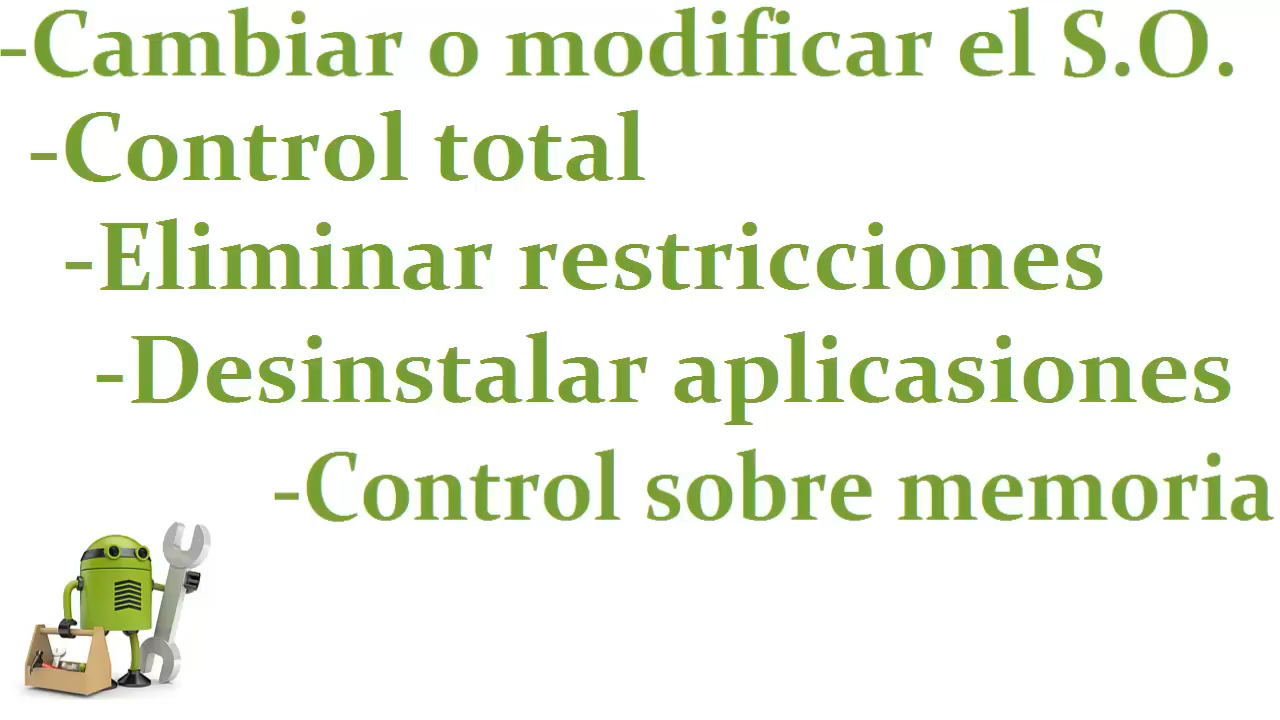 -Cambiar o modificar el S.O.
-Control total
-Eliminar restricciones
-Desinstalar aplicasiones
-Control sobre memoria